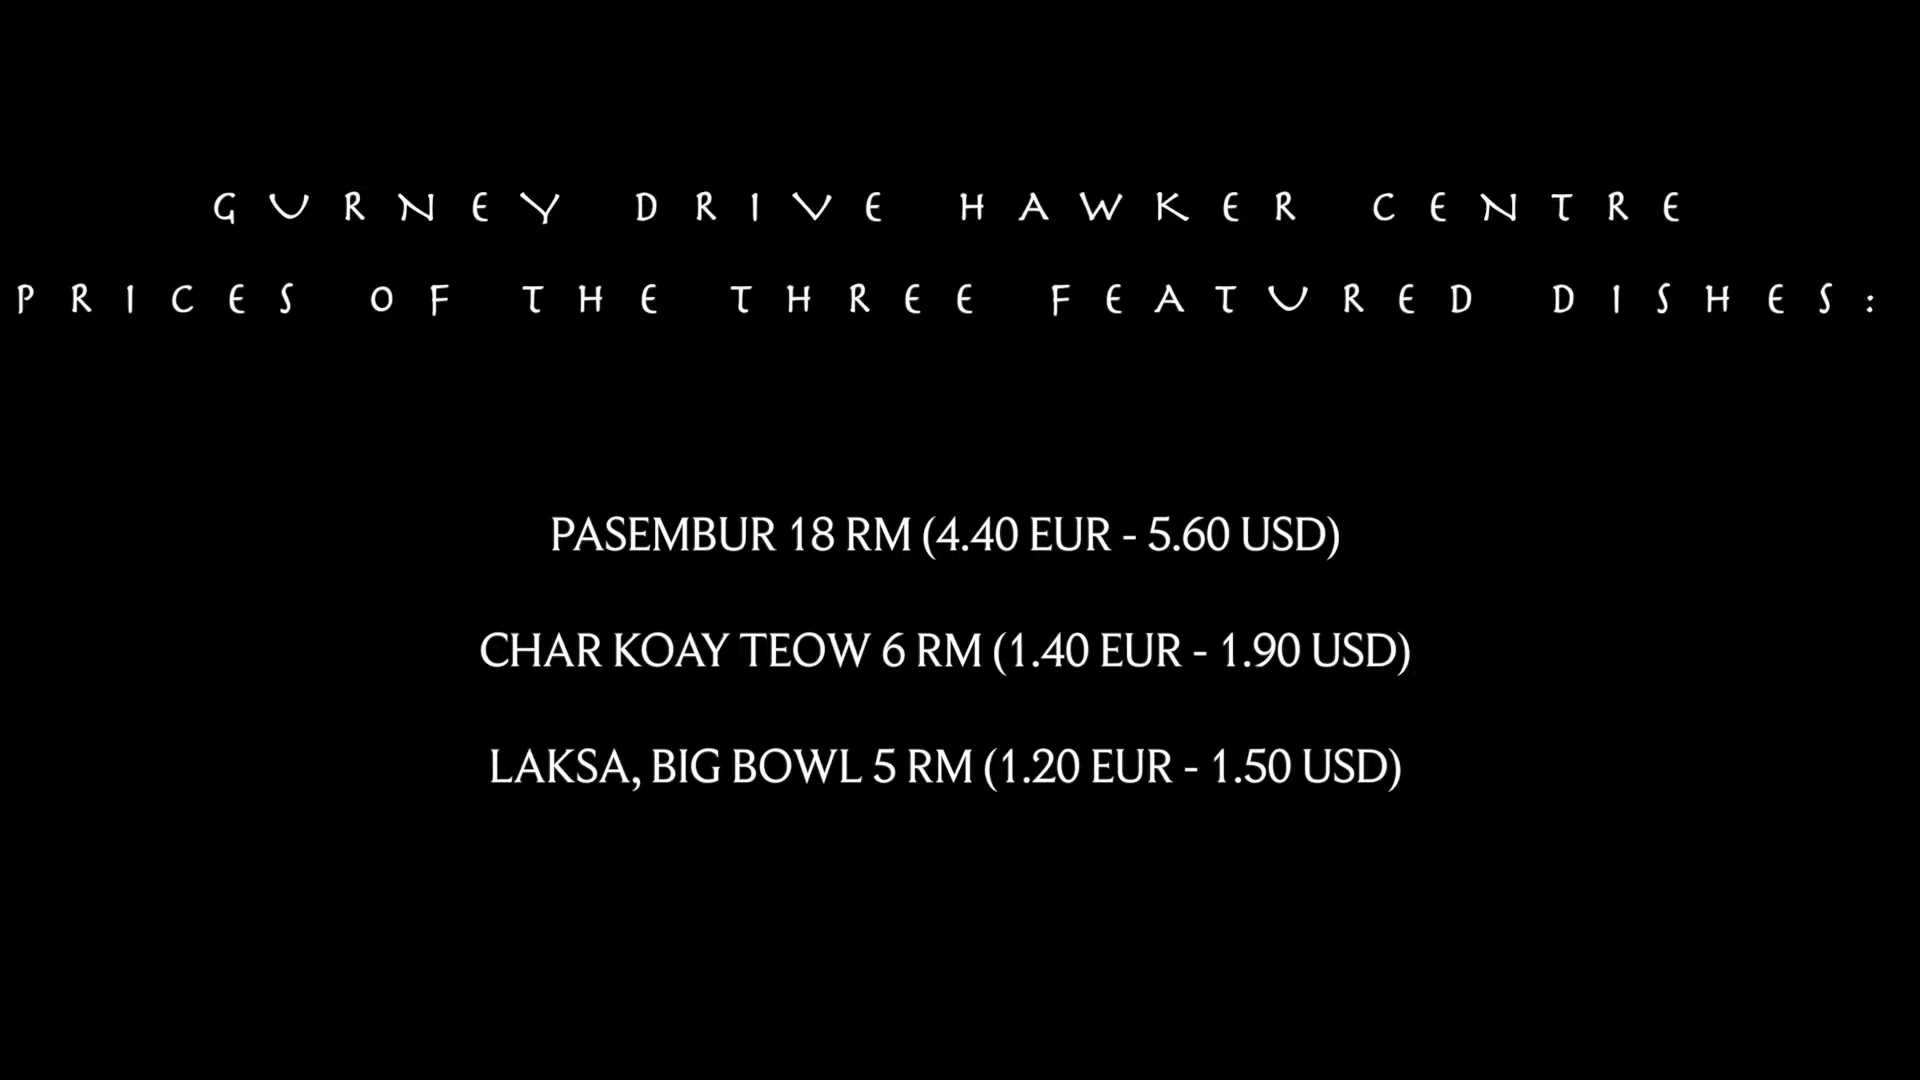 GURNEY DRIVE HAWKER CENTRE
PRICES OF THE THREE FEATURED DISHES:
PASEMBUR 18 RM (4.40 EUR - 5.60 USD)
CHAR KOAY TEOW 6 RM (1.40 EUR - 1.90 USD)
LAKSA, BIG BOWL 5 RM (1.20 EUR - 1.50 USD)